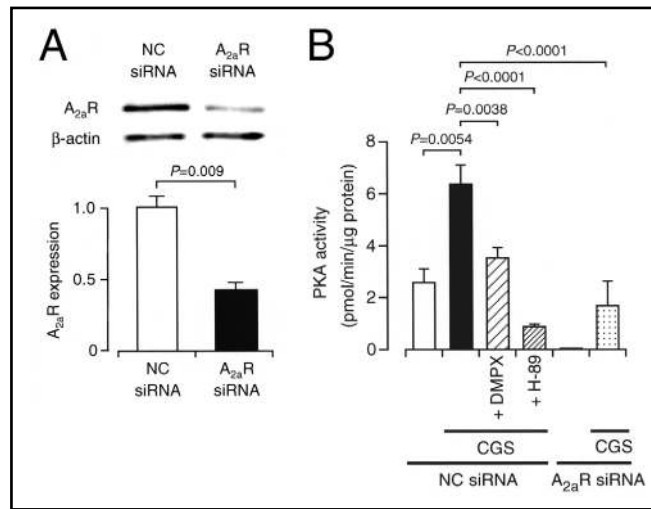 A
NC siRNA
A2aR siRNA
A2aR
β-actin
P=0.009
A2aR expression
1.0
0.5
0
NC siRNA
A2aR siRNA
B
P<0.0001
P<0.0001
P=0.0038
P=0.0054
PKA activity
(pmol/min/µg protein)
8
6
4
2
0
+ DMPX
+ H-89
CGS
CGS
NC siRNA
A2aR siRNA